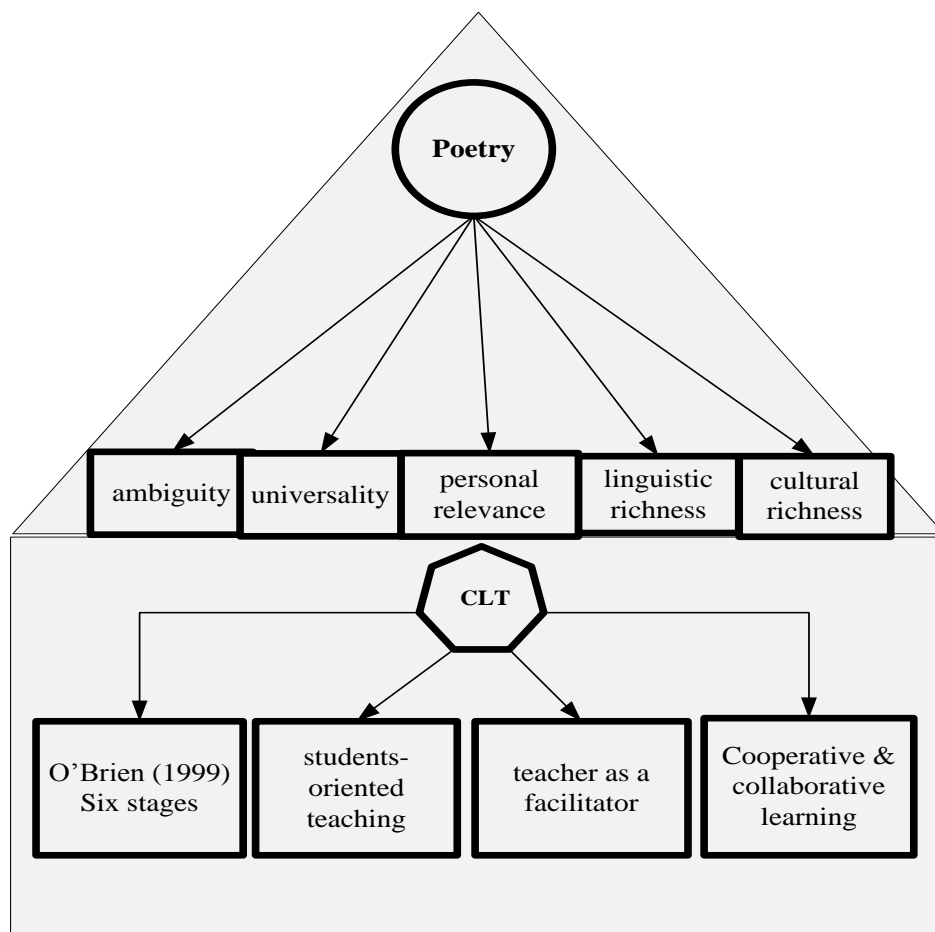 Poetry
ambiguity
universality
personal
relevance
linguistic
richness
cultural
richness
CLT
O’Brien (1999)
Six stages
students-
oriented
teaching
teacher as a
facilitator
Cooperative &
collaborative
learning